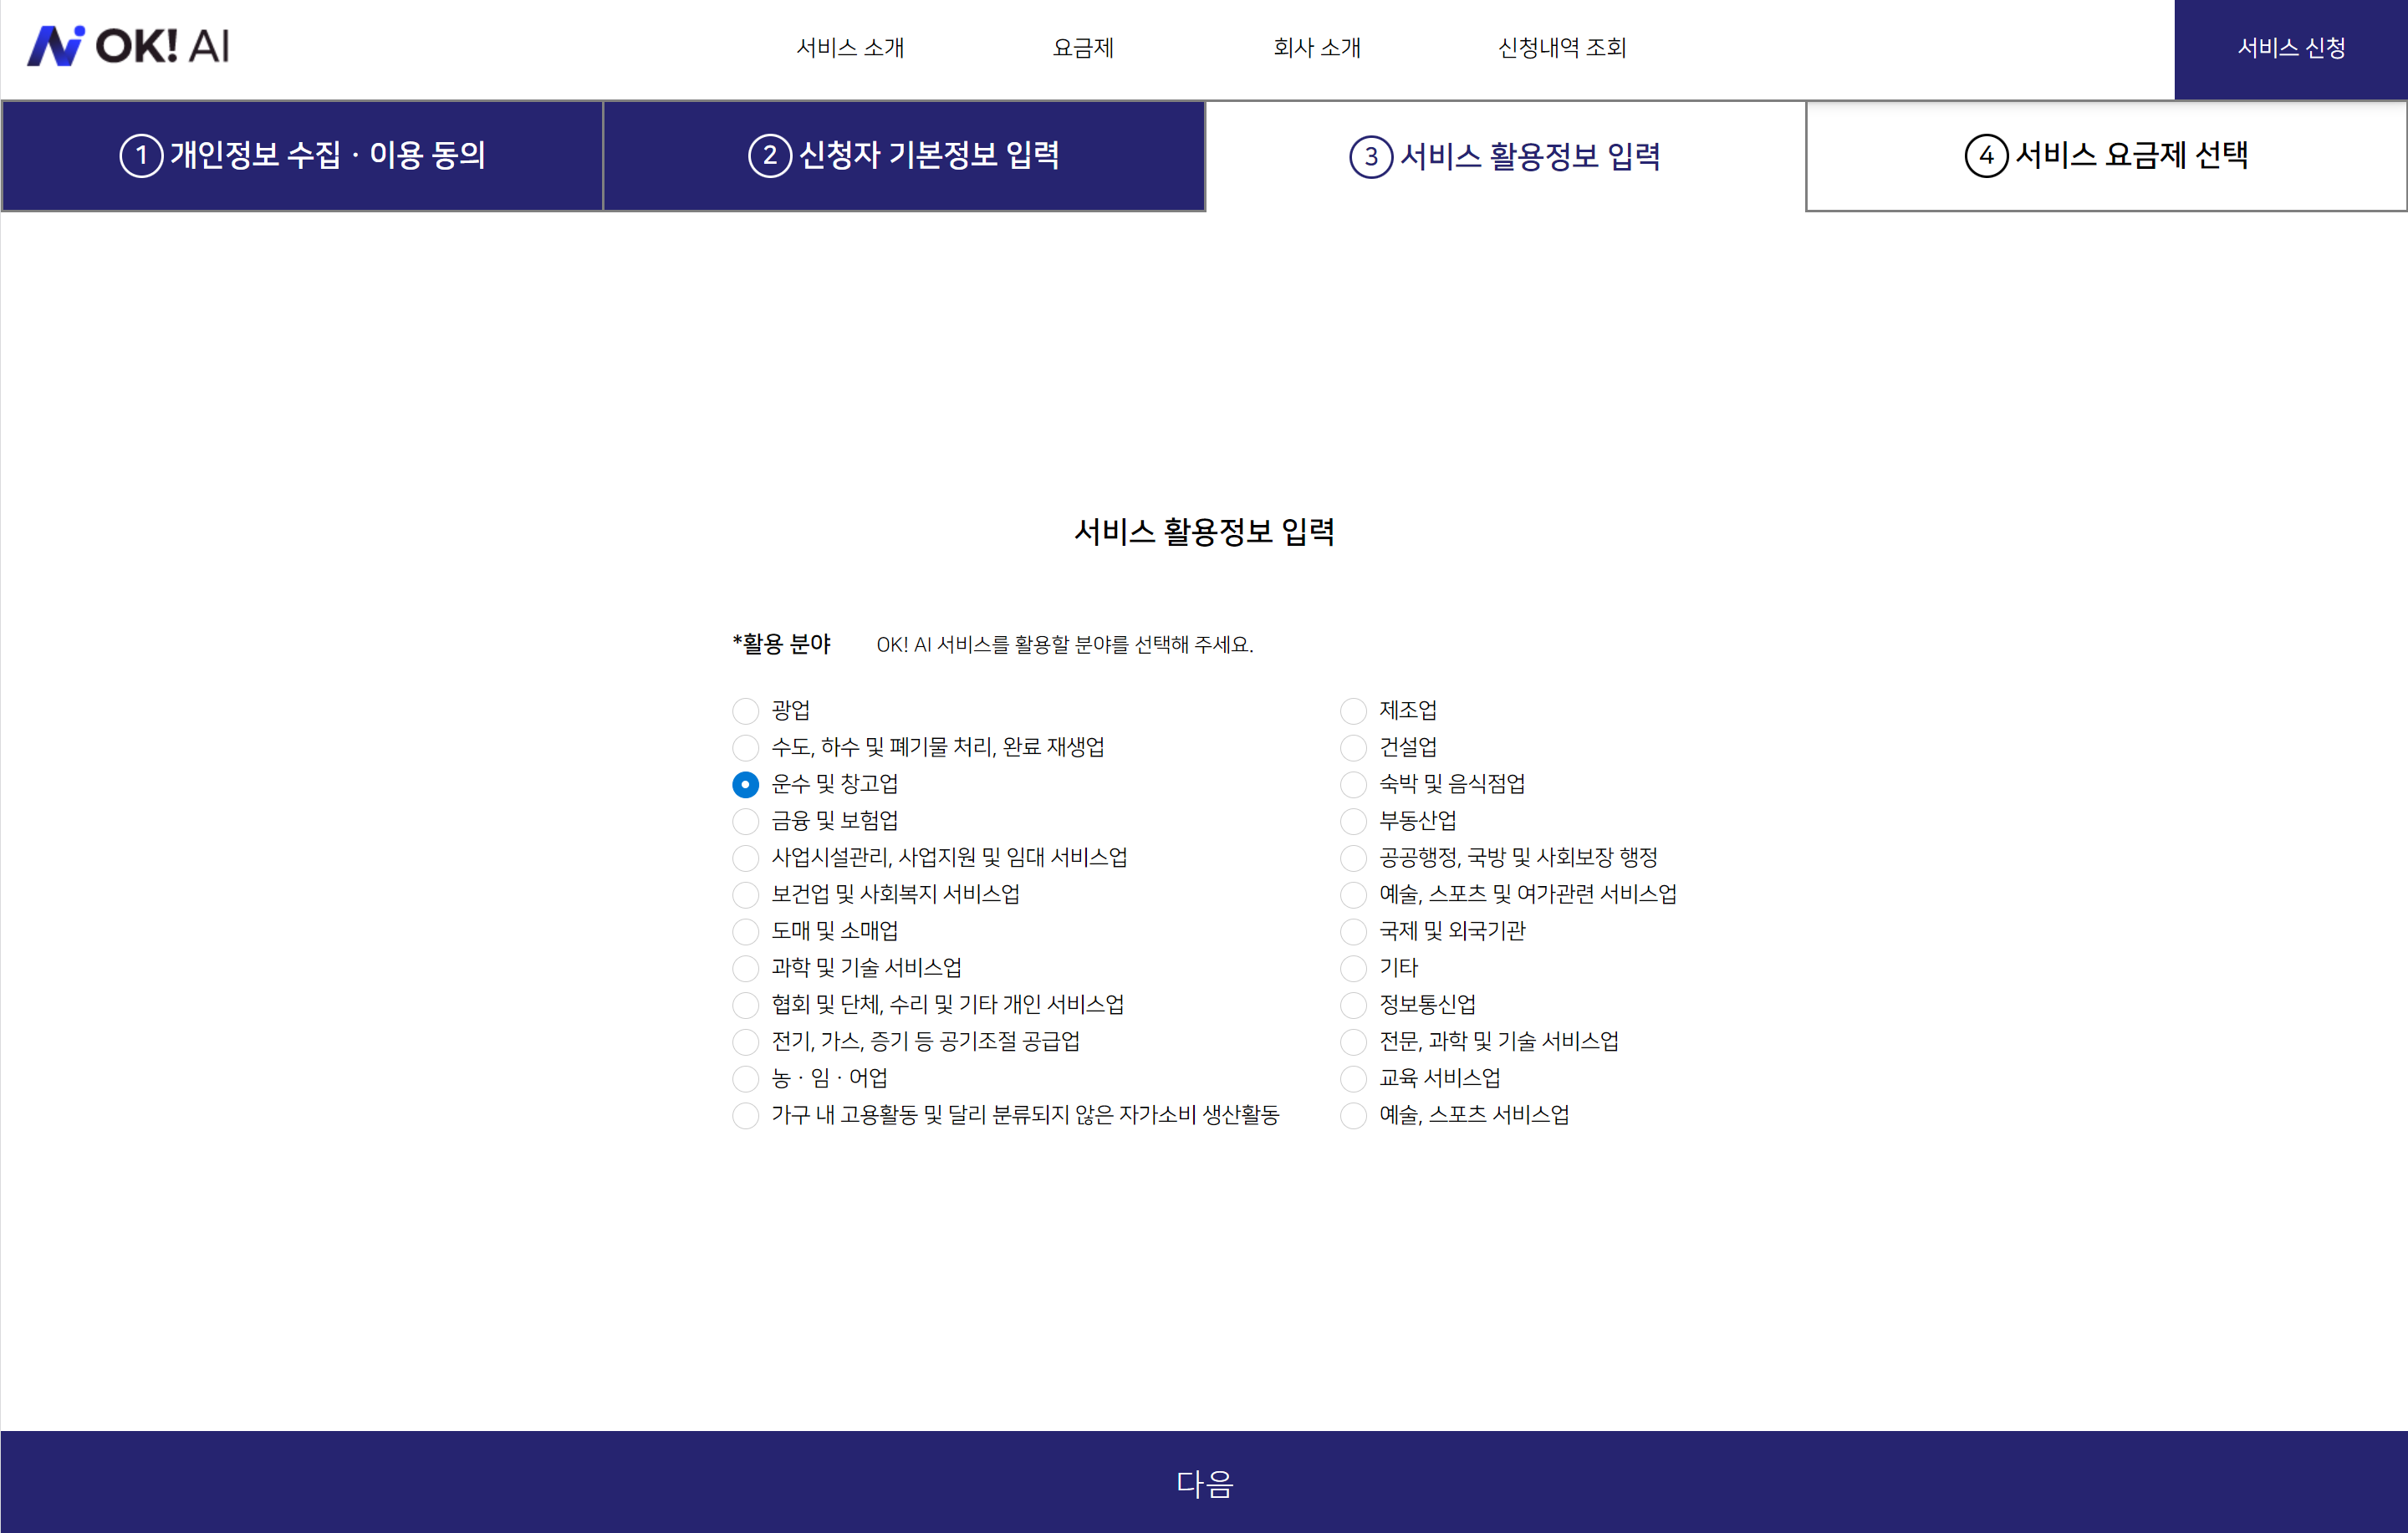 OK! AI
서비스 소개 요금제 회사 소개 신청내역 조회 서비스 신청
1 개인정보 수집 · 이용 동의 2 신청자 기본정보 입력 3 서비스 활용정보 입력 4 서비스 요금제 선택
서비스 활용정보 입력
*활용 분야 OK! AI 서비스를 활용할 분야를 선택해 주세요.
광업 제조업
수도, 하수 및 폐기물 처리, 완료 재생업 건설업
운수 및 창고업 숙박 및 음식점업
금융 및 보험업 부동산업
사업시설관리, 사업지원 및 임대 서비스업 공공행정, 국방 및 사회보장 행정
보건업 및 사회복지 서비스업 예술, 스포츠 및 여가관련 서비스업
도매 및 소매업 국제 및 외국기관
과학 및 기술 서비스업 기타
협회 및 단체, 수리 및 기타 개인 서비스업 정보통신업
전기, 가스, 증기 등 공기조절 공급업 전문, 과학 및 기술 서비스업
농 · 임 · 어업 교육 서비스업
가구 내 고용활동 및 달리 분류되지 않은 자가소비 생산활동 예술, 스포츠 서비스업
다음